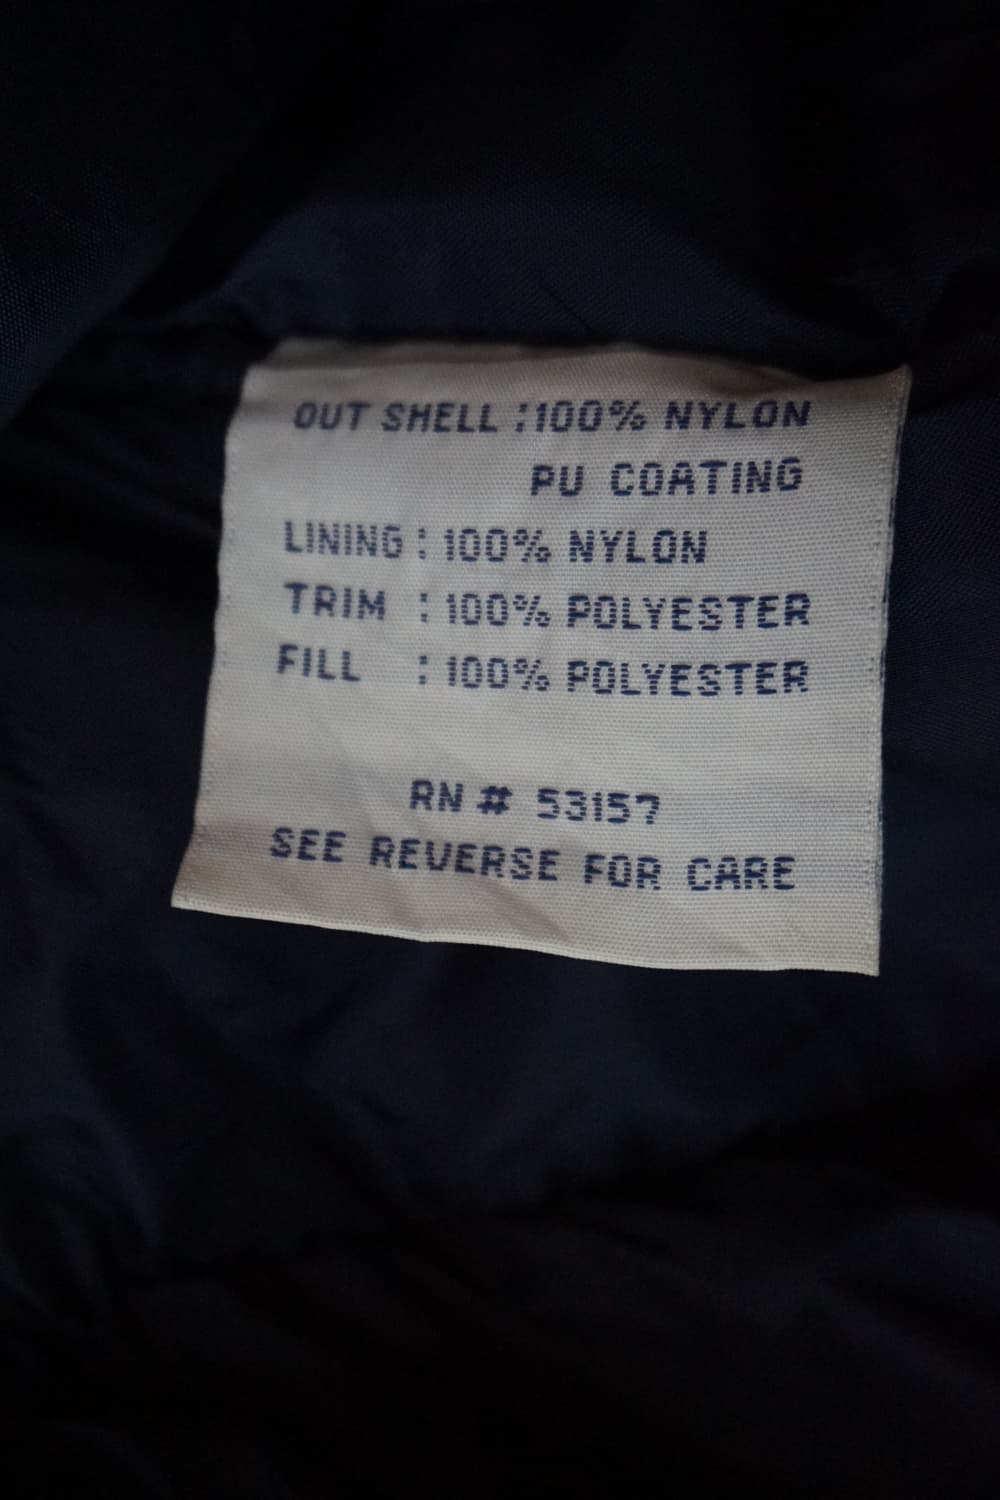 OUT SHELL :100% NYLON
PU COATING
LINING : 100% NYLON
TRIM : 100% POLYESTER
FILL : 100% POLYESTER
RN # 53157
SEE REVERSE FOR CARE